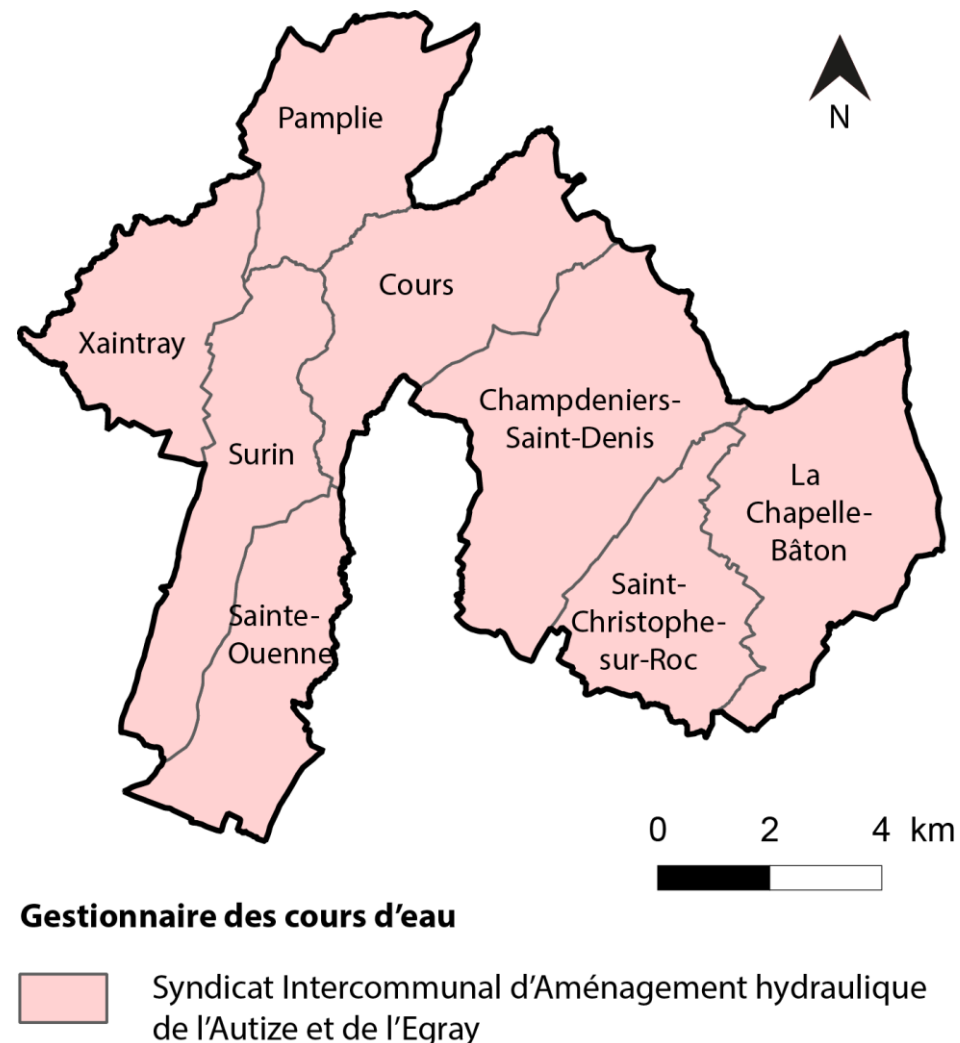 Pamplie
N
Cours
Xaintray
Champdeniers-
Saint-Denis
Surin
La
Chapelle-
Bâton
Saint-
Christophe-
sur-Roc
Sainte-
Ouenne
0 2 4 km
Gestionnaire des cours d'eau
Syndicat Intercommunal d'Aménagement hydraulique
de l'Autize et de l'Egray